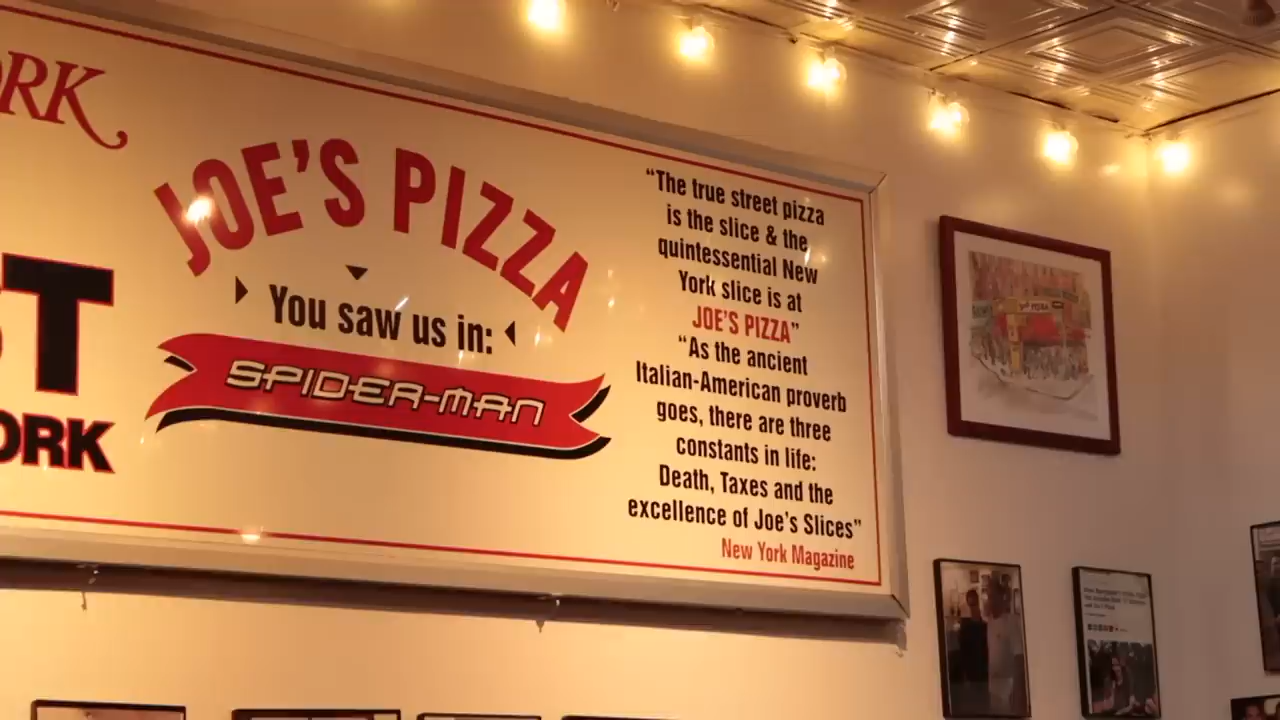 ORK
ST
ORK
JOE'S PIZZA
You saw us in:
SPIDER-MAN
"The true street pizza
is the slice & the
quintessential New
York slice is at
JOE'S PIZZA"
"As the ancient
Italian-American proverb
goes, there are three
constants in life:
Death, Taxes and the
excellence of Joe's Slices"
New York Magazine